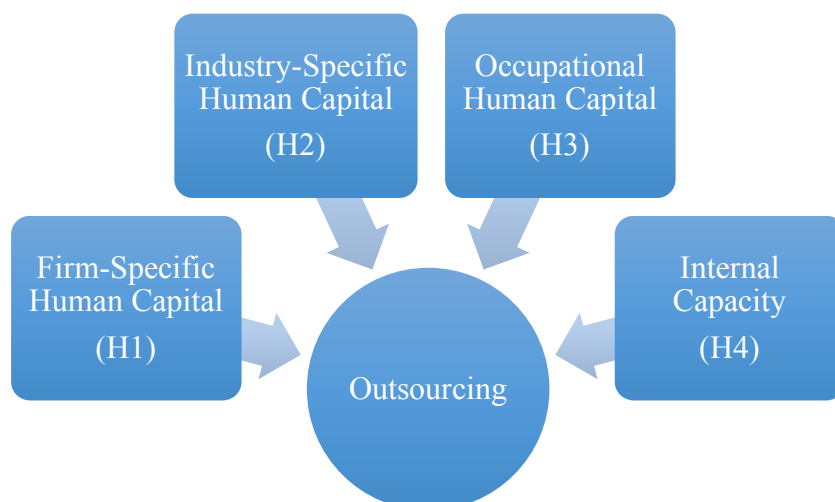 Industry-Specific
Human Capital
(H2)
Occupational
Human Capital
(H3)
Firm-Specific
Human Capital
(H1)
Internal
Capacity
(H4)
Outsourcing